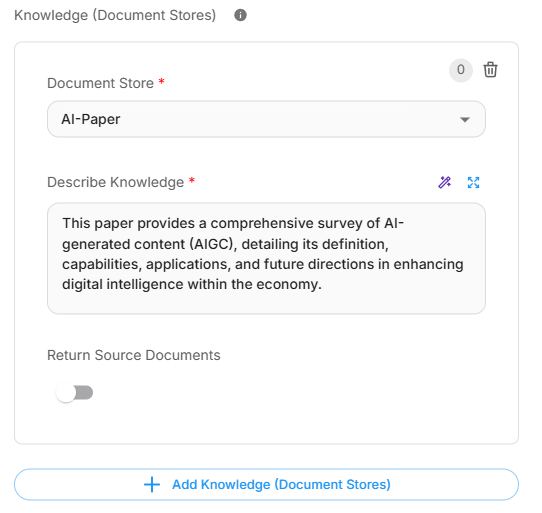 Knowledge (Document Stores)
0
Document Store *
AI-Paper
Describe Knowledge *
This paper provides a comprehensive survey of AI-
generated content (AIGC), detailing its definition,
capabilities, applications, and future directions in enhancing
digital intelligence within the economy.
Return Source Documents
Add Knowledge (Document Stores)